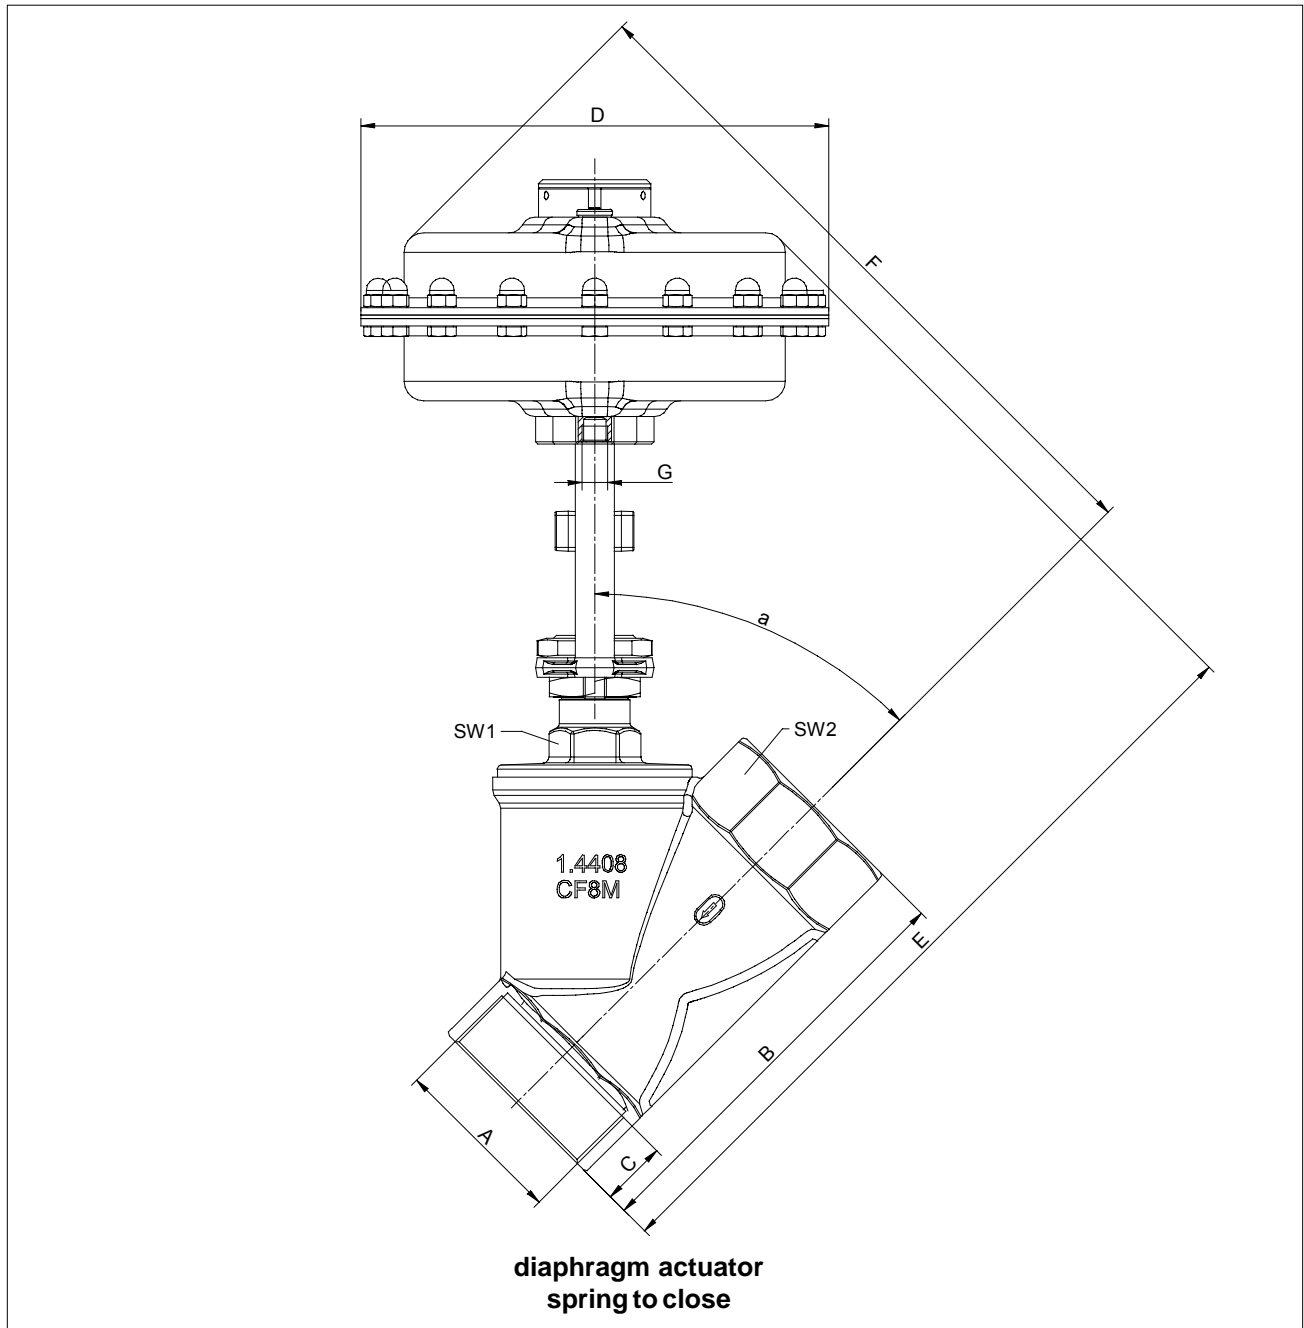 D
F
G
a
SW1
SW2
1.4408
CF8M
E
B
A
C
diaphragm actuator
spring to close